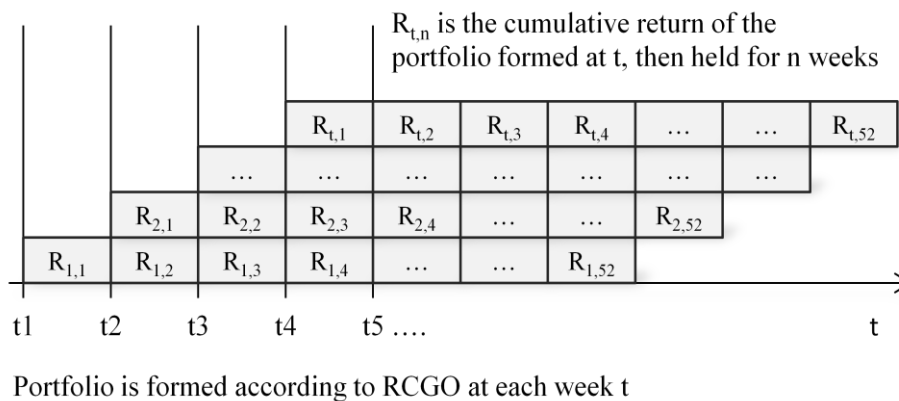 R_{t,n} is the cumulative return of the
portfolio formed at t, then held for n weeks
R_{t,1} R_{t,2} R_{t,3} R_{t,4} … … R_{t,52}
… … … … … … …
R_{2,1} R_{2,2} R_{2,3} R_{2,4} … … R_{2,52}
R_{1,1} R_{1,2} R_{1,3} R_{1,4} … … R_{1,52}
t1 t2 t3 t4 t5 …. t
Portfolio is formed according to RCGO at each week t